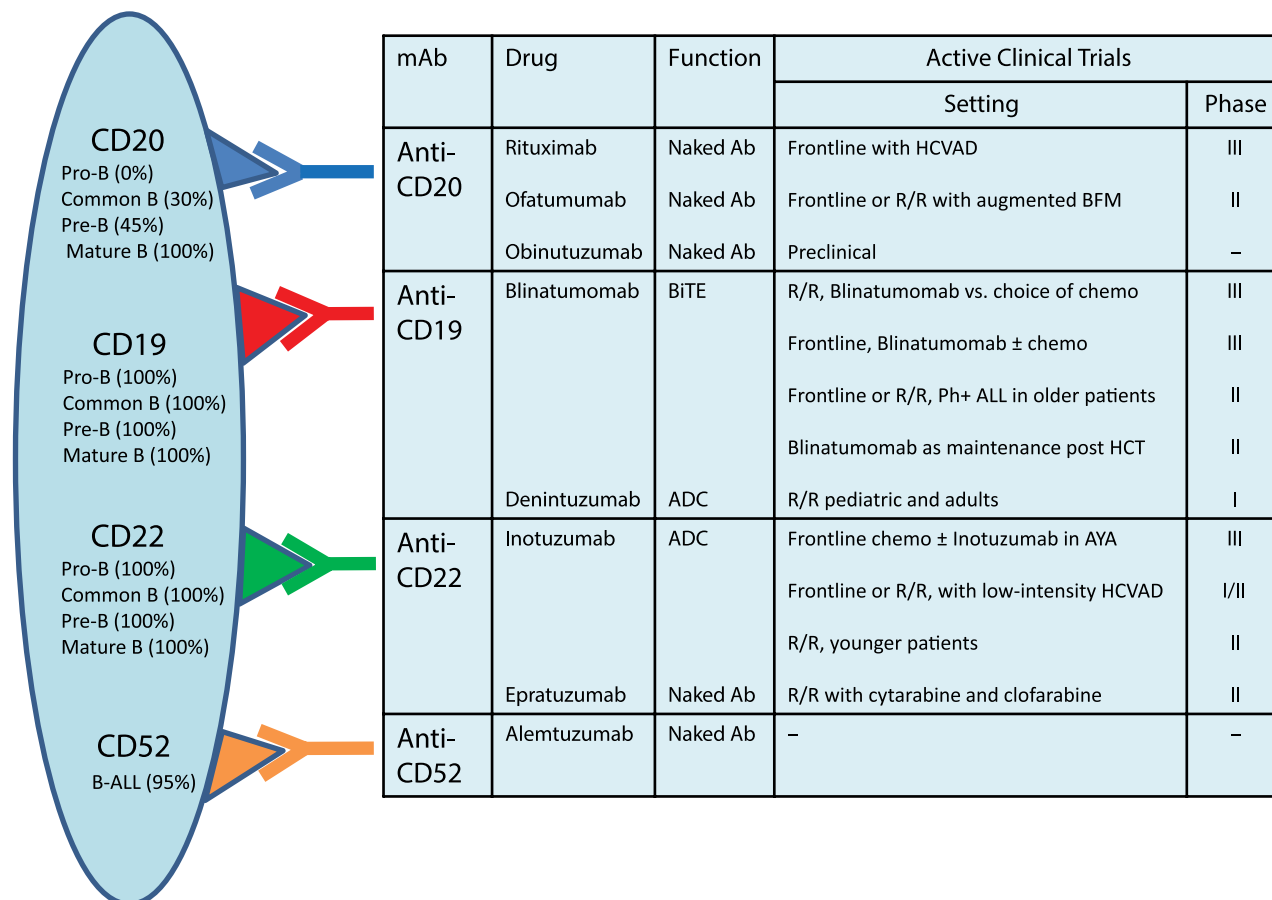 CD20
Pro-B (0%)
Common B (30%)
Pre-B (45%)
Mature B (100%)
CD19
Pro-B (100%)
Common B (100%)
Pre-B (100%)
Mature B (100%)
CD22
Pro-B (100%)
Common B (100%)
Pre-B (100%)
Mature B (100%)
CD52
B-ALL (95%)
mAb Drug Function Active Clinical Trials
Setting Phase
Anti-CD20 Rituximab Naked Ab Frontline with HCVAD III
Ofatumumab Naked Ab Frontline or R/R with augmented BFM II
Obinutuzumab Naked Ab Preclinical –
Anti-CD19 Blinatumomab BiTE R/R, Blinatumomab vs. choice of chemo III
Frontline, Blinatumomab ± chemo III
Frontline or R/R, Ph+ ALL in older patients II
Blinatumomab as maintenance post HCT II
Denintuzumab ADC R/R pediatric and adults I
Anti-CD22 Inotuzumab ADC Frontline chemo ± Inotuzumab in AYA III
Frontline or R/R, with low-intensity HCVAD I/II
R/R, younger patients II
Epratuzumab Naked Ab R/R with cytarabine and clofarabine II
Anti-CD52 Alemtuzumab Naked Ab – –